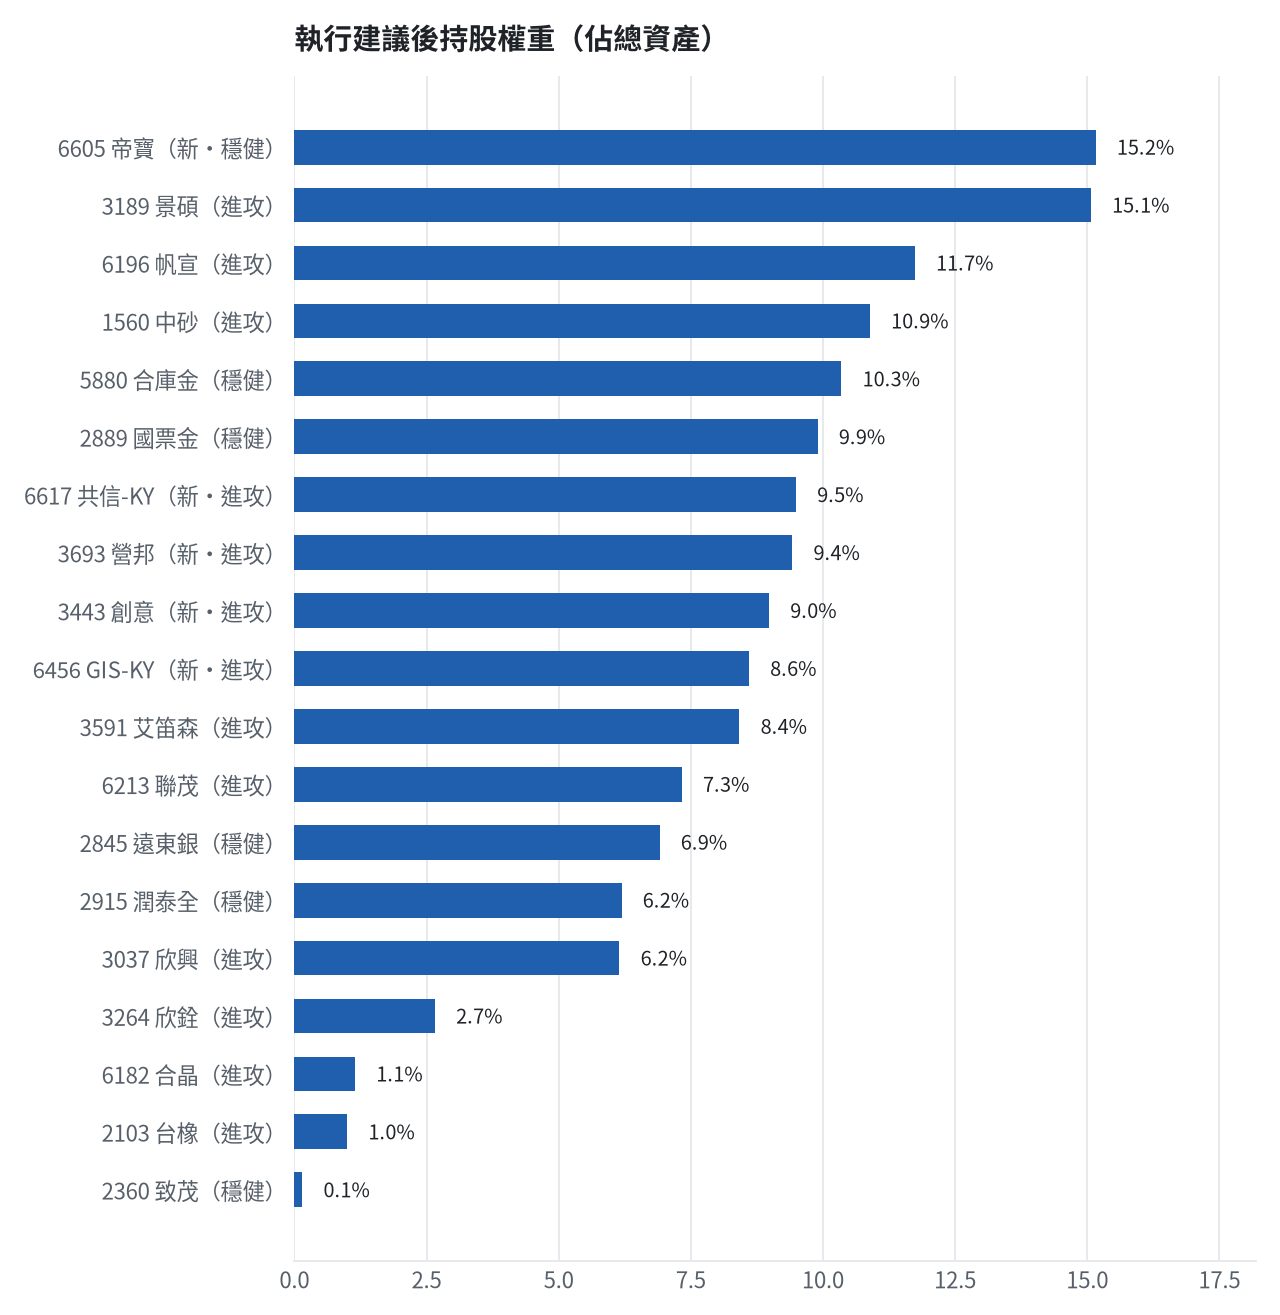 執行建議後持股權重（佔總資產）
6605 帝寶（新・穩健） 15.2%
3189 景碩（進攻） 15.1%
6196 帆宣（進攻） 11.7%
1560 中砂（進攻） 10.9%
5880 合庫金（穩健） 10.3%
2889 國票金（穩健） 9.9%
6617 共信-KY（新・進攻） 9.5%
3693 營邦（新・進攻） 9.4%
3443 創意（新・進攻） 9.0%
6456 GIS-KY（新・進攻） 8.6%
3591 艾笛森（進攻） 8.4%
6213 聯茂（進攻） 7.3%
2845 遠東銀（穩健） 6.9%
2915 潤泰全（穩健） 6.2%
3037 欣興（進攻） 6.2%
3264 欣銓（進攻） 2.7%
6182 合晶（進攻） 1.1%
2103 台橡（進攻） 1.0%
2360 致茂（穩健） 0.1%
0.0 2.5 5.0 7.5 10.0 12.5 15.0 17.5